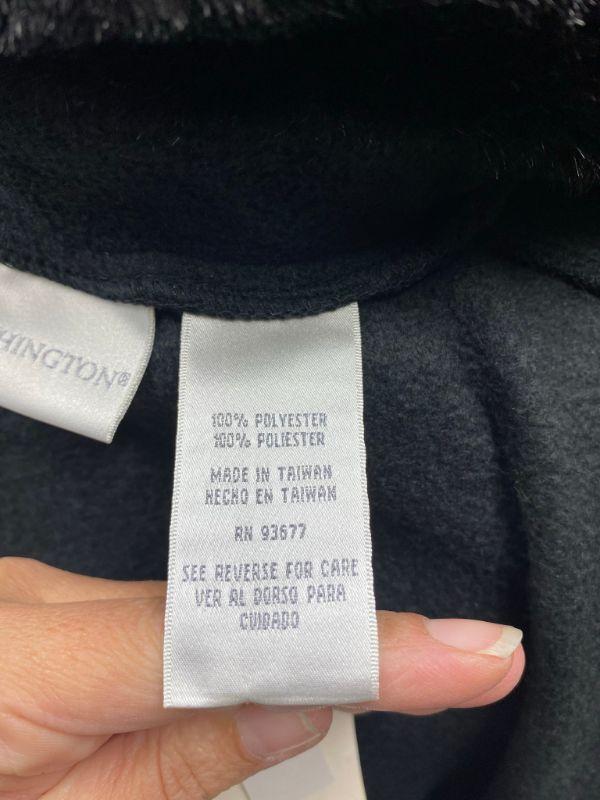 HINGTON®
100% POLYESTER
100% POLIESTER
MADE IN TAIWAN
HECHO EN TAIWAN
RN 93677
SEE REVERSE FOR CARE
VER AL DORSO PARA
CUIDADO